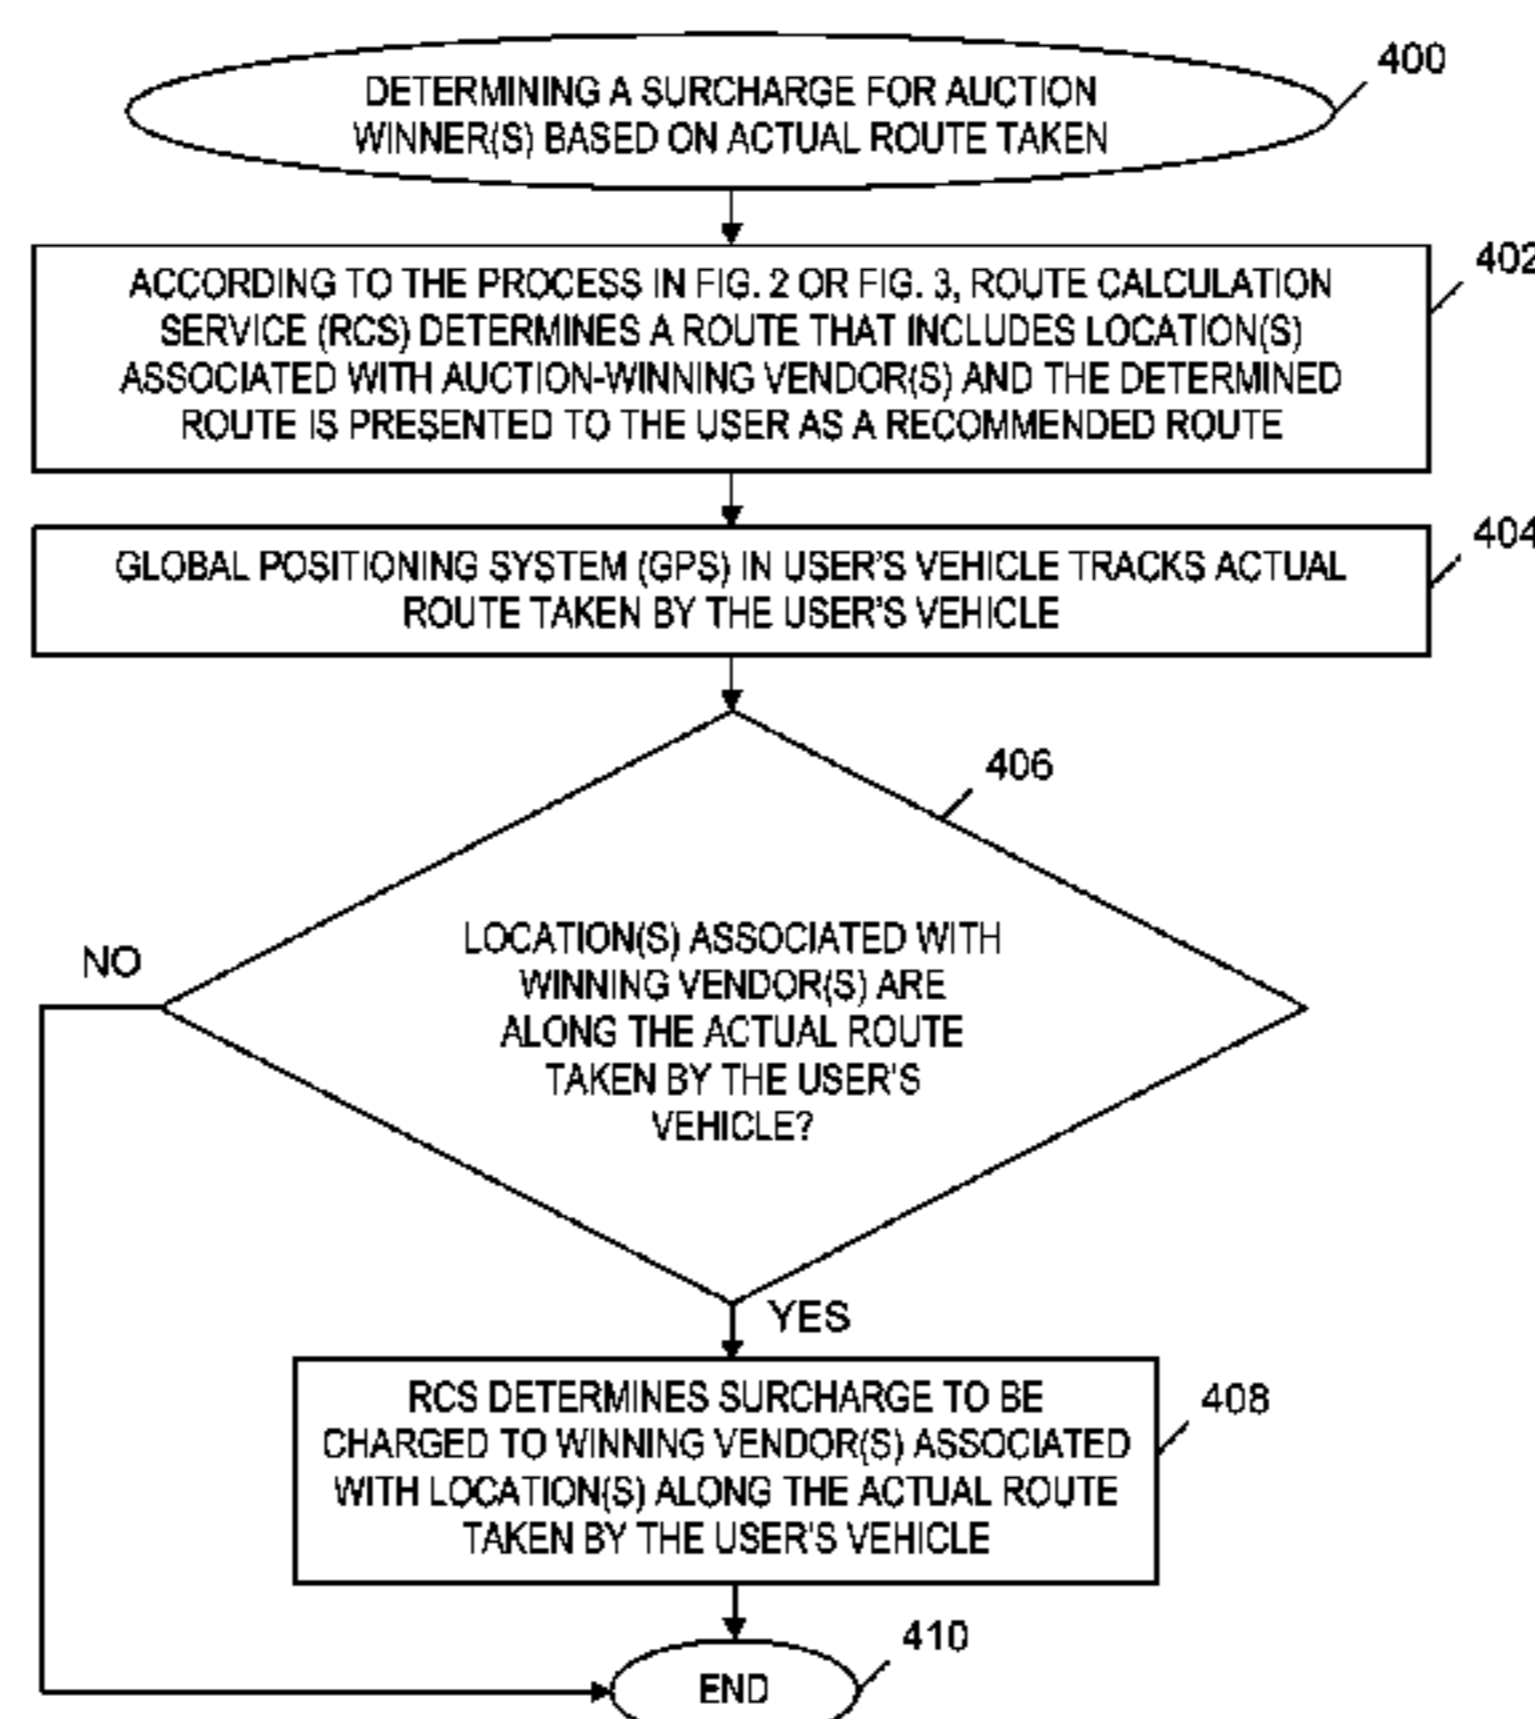 400
DETERMINING A SURCHARGE FOR AUCTION
WINNER(S) BASED ON ACTUAL ROUTE TAKEN
402
ACCORDING TO THE PROCESS IN FIG. 2 OR FIG. 3, ROUTE CALCULATION
SERVICE (RCS) DETERMINES A ROUTE THAT INCLUDES LOCATION(S)
ASSOCIATED WITH AUCTION-WINNING VENDOR(S) AND THE DETERMINED
ROUTE IS PRESENTED TO THE USER AS A RECOMMENDED ROUTE
404
GLOBAL POSITIONING SYSTEM (GPS) IN USER'S VEHICLE TRACKS ACTUAL
ROUTE TAKEN BY THE USER'S VEHICLE
406
LOCATION(S) ASSOCIATED WITH
WINNING VENDOR(S) ARE
ALONG THE ACTUAL ROUTE
TAKEN BY THE USER'S
VEHICLE?
NO
YES
408
RCS DETERMINES SURCHARGE TO BE
CHARGED TO WINNING VENDOR(S) ASSOCIATED
WITH LOCATION(S) ALONG THE ACTUAL ROUTE
TAKEN BY THE USER'S VEHICLE
410
END